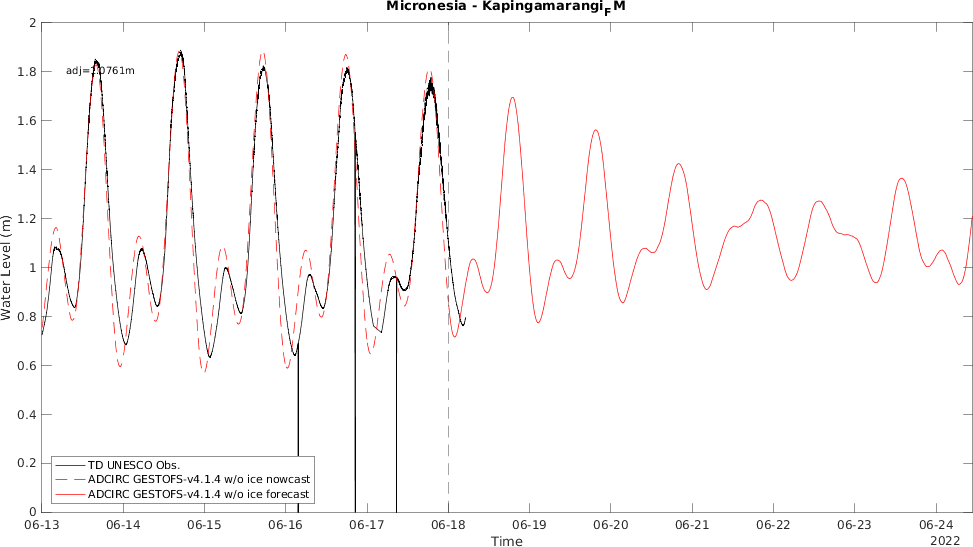 Micronesia - Kapingamarangi_FM
2
1.8
1.6
1.4
1.2
1
0.8
0.6
0.4
0.2
0
Water Level (m)
adj=1.0761m
TD UNESCO Obs.
ADCIRC GESTOFS-v4.1.4 w/o ice nowcast
ADCIRC GESTOFS-v4.1.4 w/o ice forecast
06-13 06-14 06-15 06-16 06-17 06-18 06-19 06-20 06-21 06-22 06-23 06-24
Time
2022